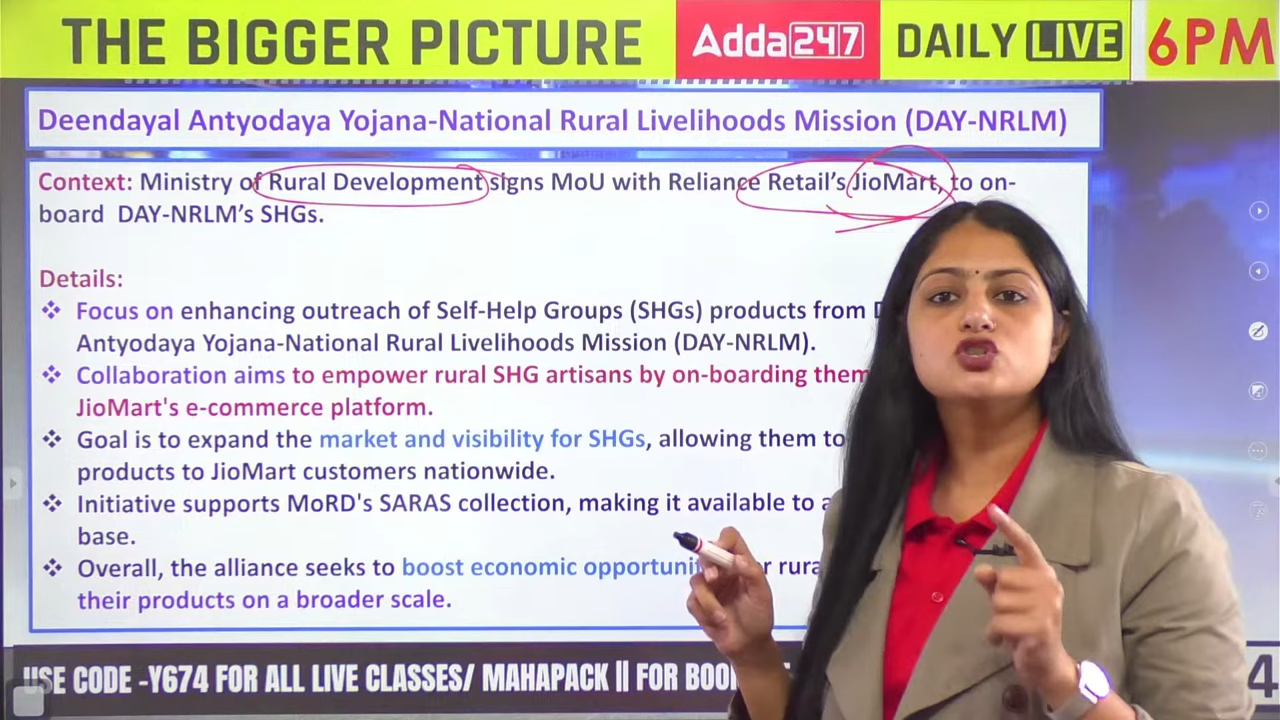 THE BIGGER PICTURE Adda247 DAILY LIVE 6PM
Deendayal Antyodaya Yojana-National Rural Livelihoods Mission (DAY-NRLM)
Context: Ministry of Rural Development signs MoU with Reliance Retail's JioMart, to on-
board DAY-NRLM's SHGs.
Details:
❖ Focus on enhancing outreach of Self-Help Groups (SHGs) products from
Antyodaya Yojana-National Rural Livelihoods Mission (DAY-NRLM).
❖ Collaboration aims to empower rural SHG artisans by on-boarding them
JioMart's e-commerce platform.
❖ Goal is to expand the market and visibility for SHGs, allowing them to
products to JioMart customers nationwide.
❖ Initiative supports MoRD's SARAS collection, making it available to
base.
❖ Overall, the alliance seeks to boost economic
their products on a broader scale.
USE CODE -Y674 FOR ALL LIVE CLASSES/ MAHAPACK || FOR